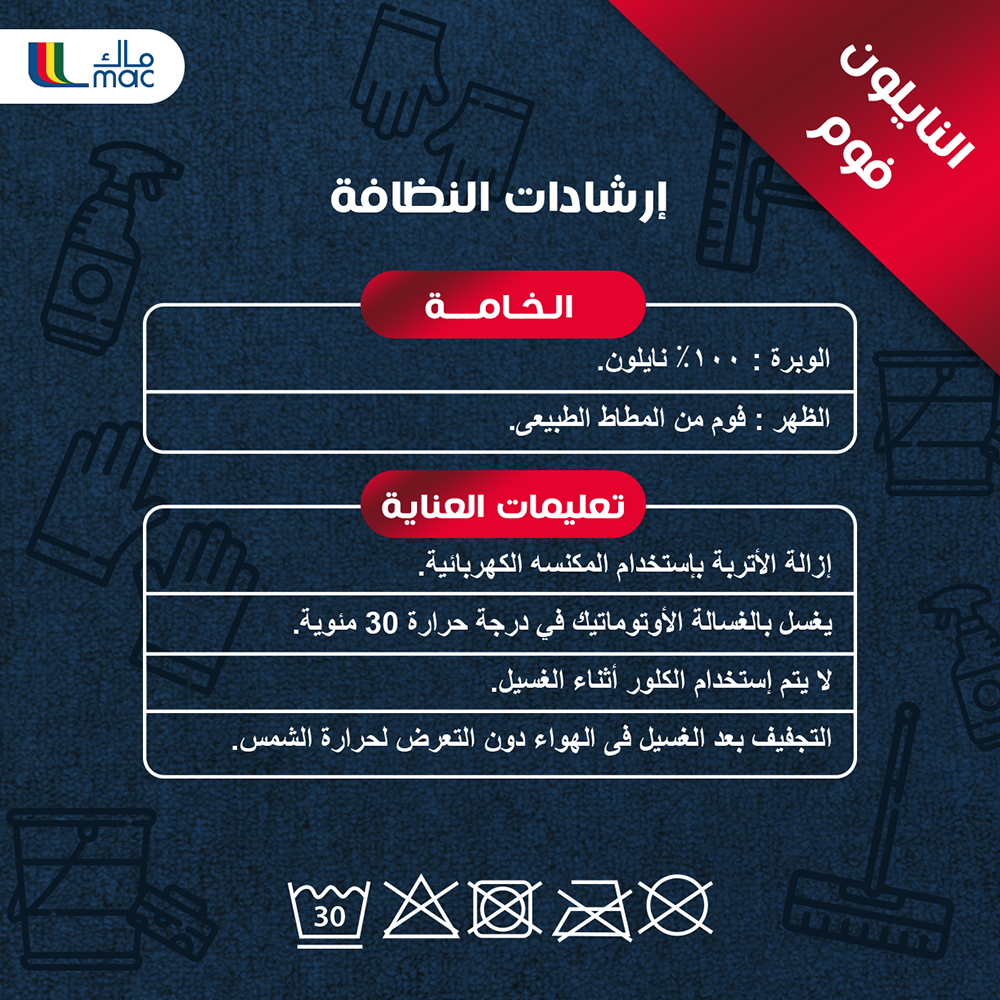 ماك
mac
النايلون
فوم
إرشادات النظافة
الخامـــة
الوبرة : ١٠٠٪ نايلون.
الظهر : فوم من المطاط الطبيعى.
تعليمات العناية
إزالة الأتربة بإستخدام المكنسه الكهربائية.
يغسل بالغسالة الأوتوماتيك في درجة حرارة 30 مئوية.
لا يتم إستخدام الكلور أثناء الغسيل.
التجفيف بعد الغسيل فى الهواء دون التعرض لحرارة الشمس.
30